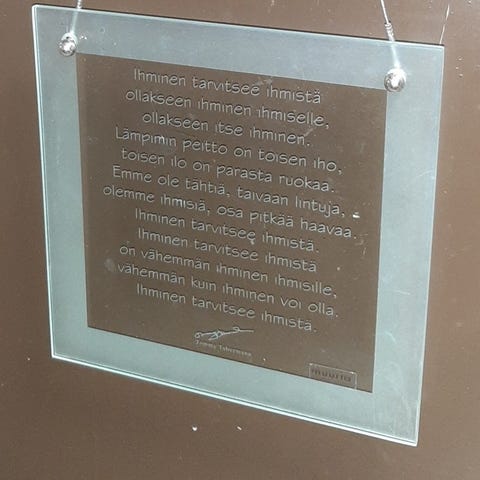 Ihminen tarvitsee ihmistä
ollakseen ihminen ihmiselle,
ollakseen itse ihminen.
Lämpimin peitto on toisen iho,
toisen ilo on parasta ruokaa.
Emme ole tähtiä, taivaan lintuja,
olemme ihmisiä, osa pitkää haavaa.
Ihminen tarvitsee ihmistä.
Ihminen tarvitsee ihmistä
on vähemmän ihminen ihmisille,
vähemmän kuin ihminen voi olla.
Ihminen tarvitsee ihmistä.
Tommy Tabermann
muurla